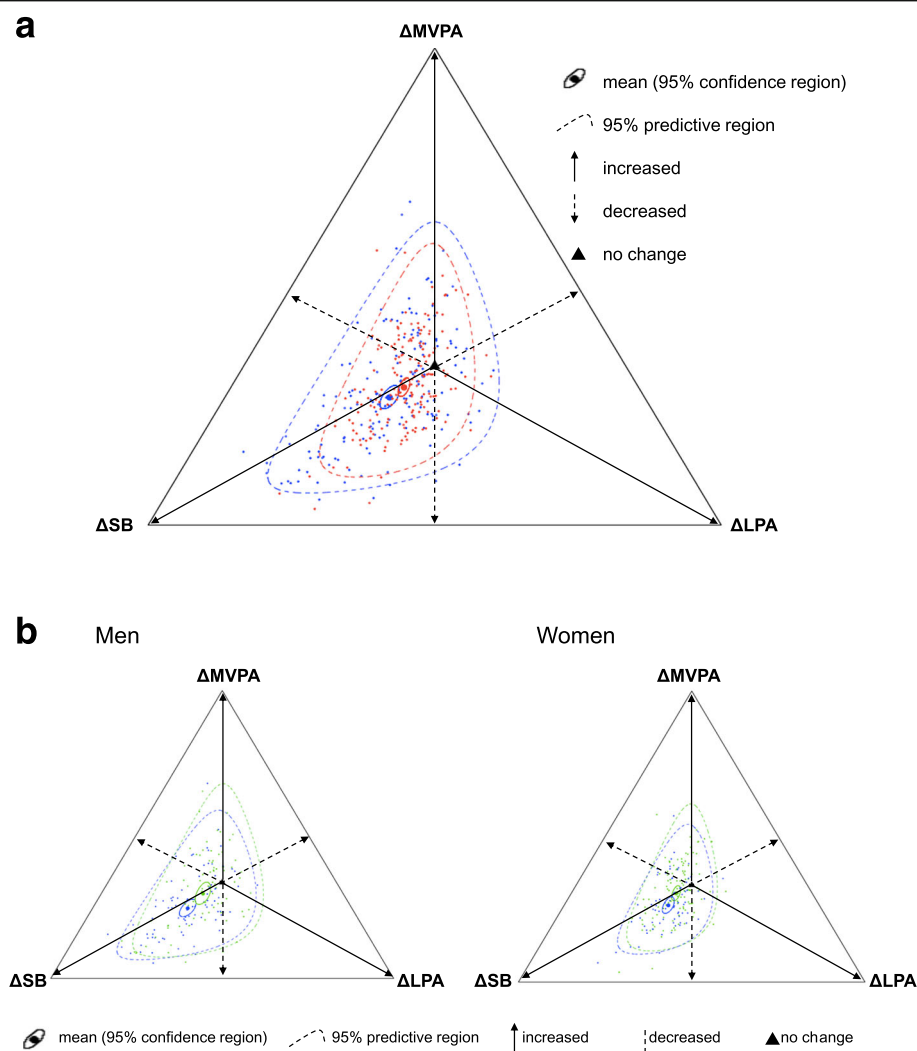 a
ΔMVPA
mean (95% confidence region)
95% predictive region
increased
decreased
no change
ΔSB
ΔLPA
b
Men
Women
ΔMVPA
ΔMVPA
ΔSB
ΔLPA
ΔSB
ΔLPA
mean (95% confidence region)
95% predictive region
increased
decreased
no change